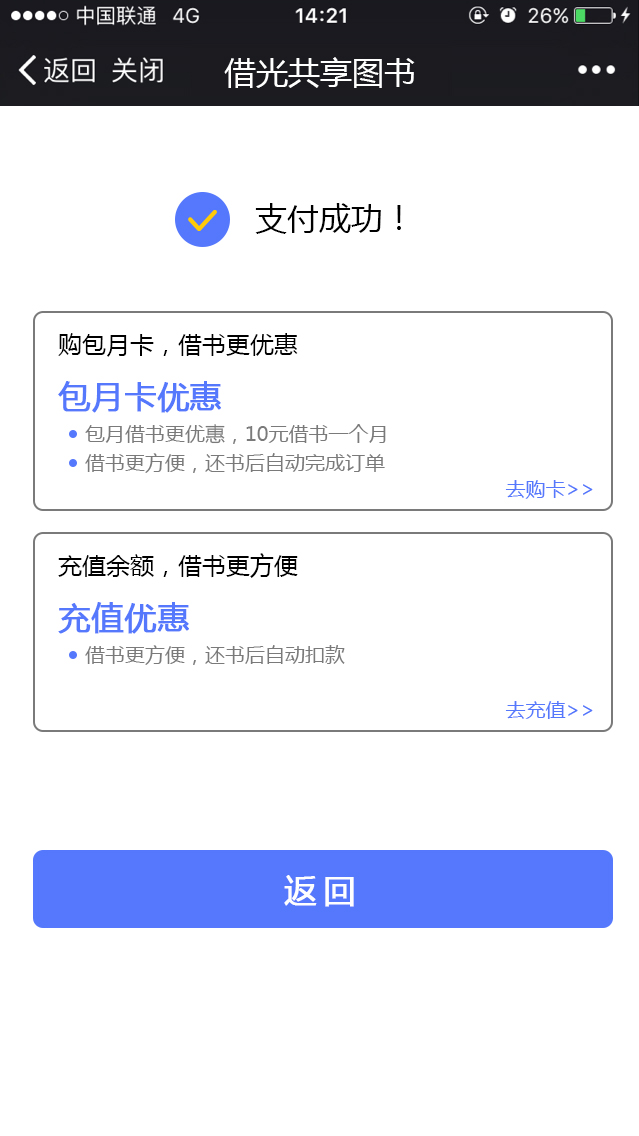 中国联通 4G 14:21 26%
返回 关闭 借光共享图书
支付成功！
购包月卡，借书更优惠
包月卡优惠
包月借书更优惠，10元借书一个月
借书更方便，还书后自动完成订单
去购卡>>
充值余额，借书更方便
充值优惠
借书更方便，还书后自动扣款
去充值>>
返回